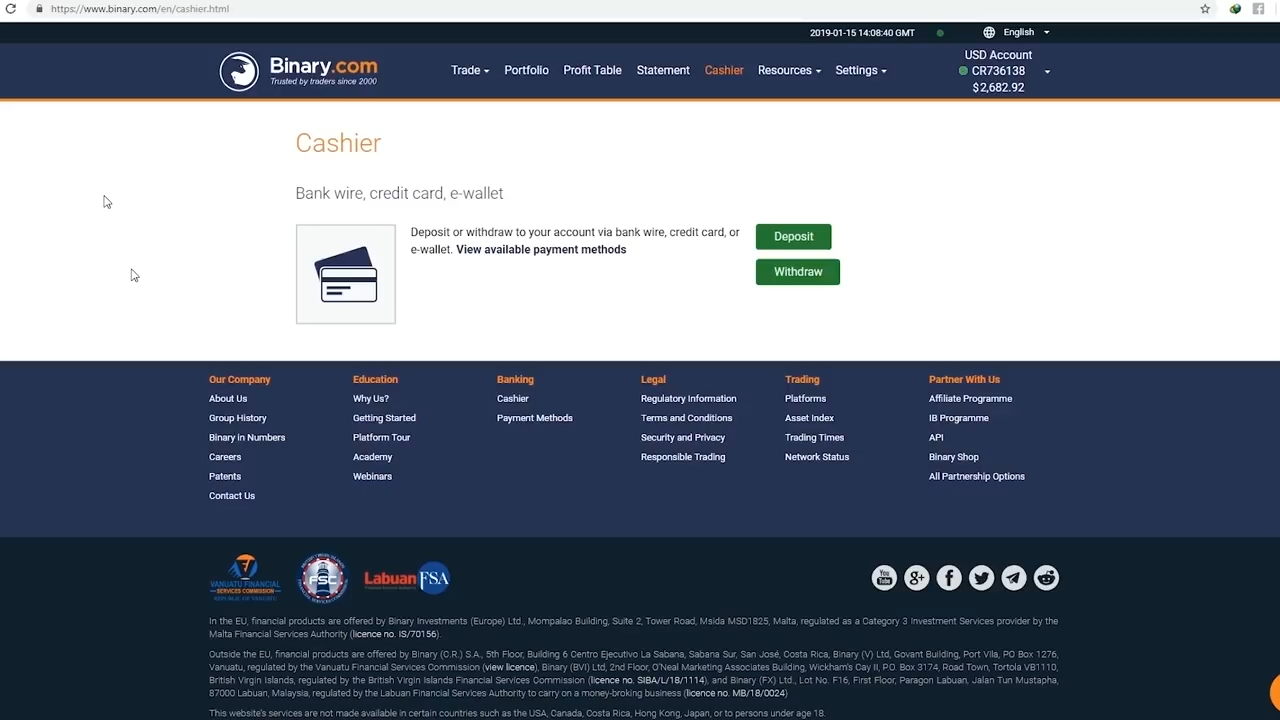 https://www.binary.com/en/cashier.html
2019-01-15 14:08:40 GMT
English
Binary.com
Trusted by traders since 2000
Trade
Portfolio
Profit Table
Statement
Cashier
Resources
Settings
USD Account
CR736138
$2,682.92
Cashier
Bank wire, credit card, e-wallet
Deposit or withdraw to your account via bank wire, credit card, or
e-wallet. View available payment methods
Deposit
Withdraw
Our Company
About Us
Group History
Binary in Numbers
Careers
Patents
Contact Us
Education
Why Us?
Getting Started
Platform Tour
Academy
Webinars
Banking
Cashier
Payment Methods
Legal
Regulatory Information
Terms and Conditions
Security and Privacy
Responsible Trading
Trading
Platforms
Asset Index
Trading Times
Network Status
Partner With Us
Affiliate Programme
IB Programme
API
Binary Shop
All Partnership Options
VANUATU FINANCIAL
SERVICES COMMISSION
REPUBLIC OF VANUATU
FSC
Labuan FSA
You
Tube
g+
In the EU, financial products are offered by Binary Investments (Europe) Ltd., Mompalao Building, Suite 2, Tower Road, Msida MSD1825, Malta, regulated as a Category 3 Investment Services provider by the
Malta Financial Services Authority (licence no. IS/70156).
Outside the EU, financial products are offered by Binary (C.R.) S.A., 5th Floor, Building 6 Centro Ejecutivo La Sabana, Sabana Sur, San José, Costa Rica, Binary (V) Ltd, Govant Building, Port Vila, PO Box 1276,
Vanuatu, regulated by the Vanuatu Financial Services Commission (view licence), Binary (BVI) Ltd, 2nd Floor, O'Neal Marketing Associates Building, Wickham's Cay II, P.O. Box 3174, Road Town, Tortola VG1110,
British Virgin Islands, regulated by the British Virgin Islands Financial Services Commission (licence no. SIBA/L/18/1114), and Binary (FX) Ltd., Lot No. F16, First Floor, Paragon Labuan, Jalan Tun Mustapha,
87000 Labuan, Malaysia, regulated by the Labuan Financial Services Authority to carry on a money-broking business (licence no. MB/18/0024)
This website's services are not made available in certain countries such as the USA, Canada, Costa Rica, Hong Kong, Japan, or to persons under age 18.